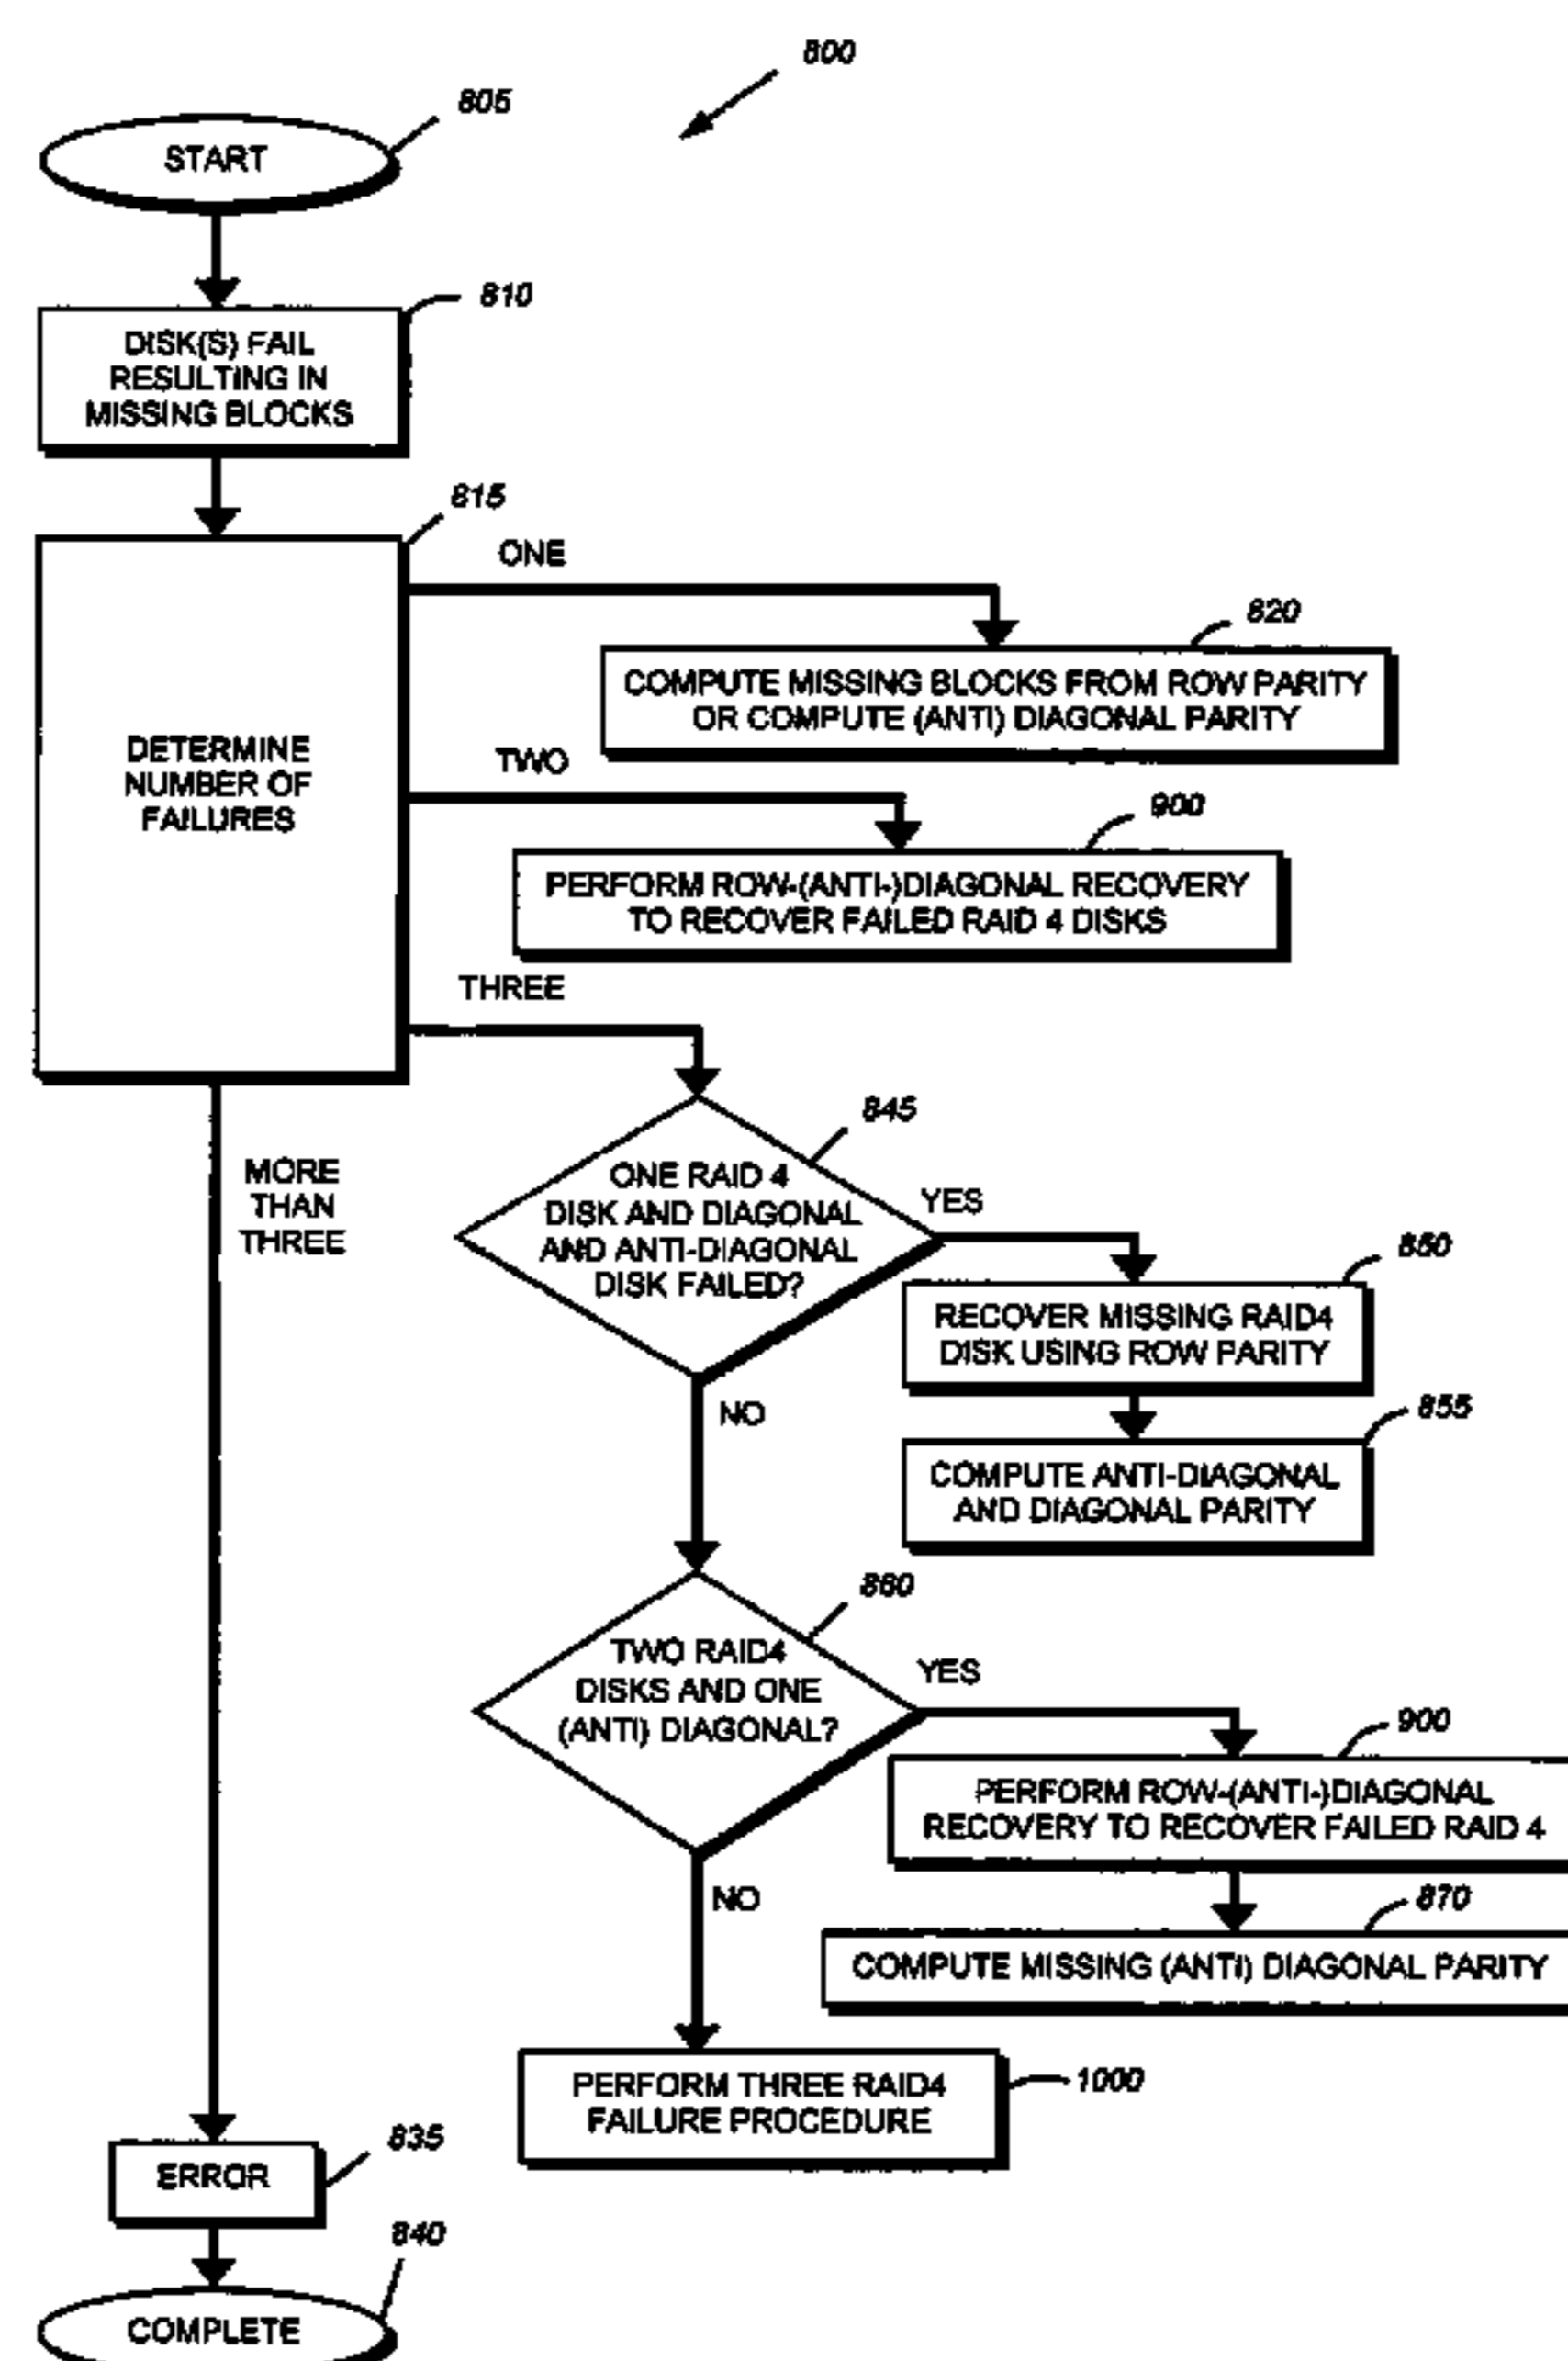 800
805
START
810
DISK(S) FAIL
RESULTING IN
MISSING BLOCKS
815
ONE
DETERMINE
NUMBER OF
FAILURES
820
COMPUTE MISSING BLOCKS FROM ROW PARITY
OR COMPUTE (ANTI) DIAGONAL PARITY
TWO
900
PERFORM ROW-(ANTI-)DIAGONAL RECOVERY
TO RECOVER FAILED RAID 4 DISKS
THREE
MORE
THAN
THREE
845
ONE RAID 4
DISK AND DIAGONAL
AND ANTI-DIAGONAL
DISK FAILED?
YES
850
RECOVER MISSING RAID4
DISK USING ROW PARITY
NO
855
COMPUTE ANTI-DIAGONAL
AND DIAGONAL PARITY
860
TWO RAID4
DISKS AND ONE
(ANTI) DIAGONAL?
YES
900
PERFORM ROW-(ANTI-)DIAGONAL
RECOVERY TO RECOVER FAILED RAID 4
NO
870
COMPUTE MISSING (ANTI) DIAGONAL PARITY
PERFORM THREE RAID4
FAILURE PROCEDURE
1000
835
ERROR
840
COMPLETE